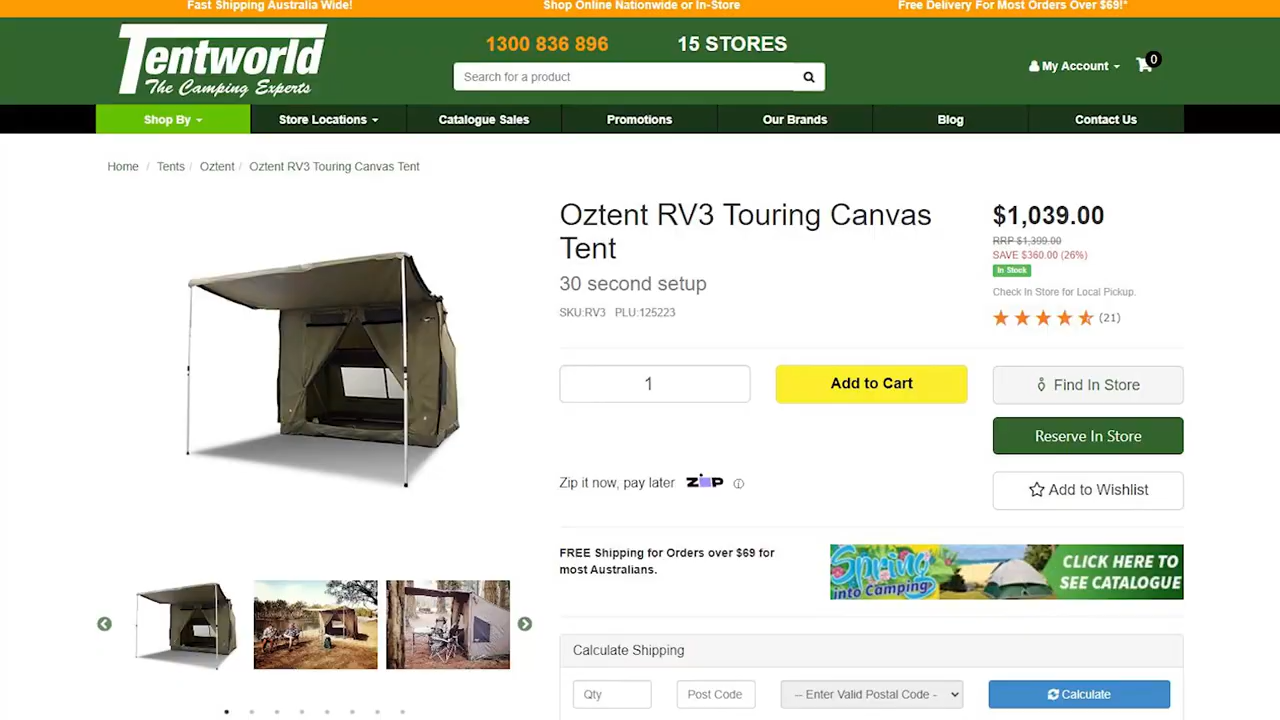 Fast Shipping Australia Wide!
Shop Online Nationwide or In-Store
Free Delivery For Most Orders Over $69!*
Tentworld
The Camping Experts
1300 836 896
15 STORES
Search for a product
My Account
0
Shop By
Store Locations
Catalogue Sales
Promotions
Our Brands
Blog
Contact Us
Home / Tents / Oztent / Oztent RV3 Touring Canvas Tent
Oztent RV3 Touring Canvas
Tent
30 second setup
SKU:RV3 PLU:125223
$1,039.00
RRP $1,399.00
SAVE $360.00 (26%)
In Stock
Check In Store for Local Pickup.
(21)
1
Add to Cart
Find In Store
Reserve In Store
Zip it now, pay later ZIP
Add to Wishlist
FREE Shipping for Orders over $69 for
most Australians.
Spring
into Camping
CLICK HERE TO
SEE CATALOGUE
Calculate Shipping
Qty
Post Code
-- Enter Valid Postal Code -
Calculate